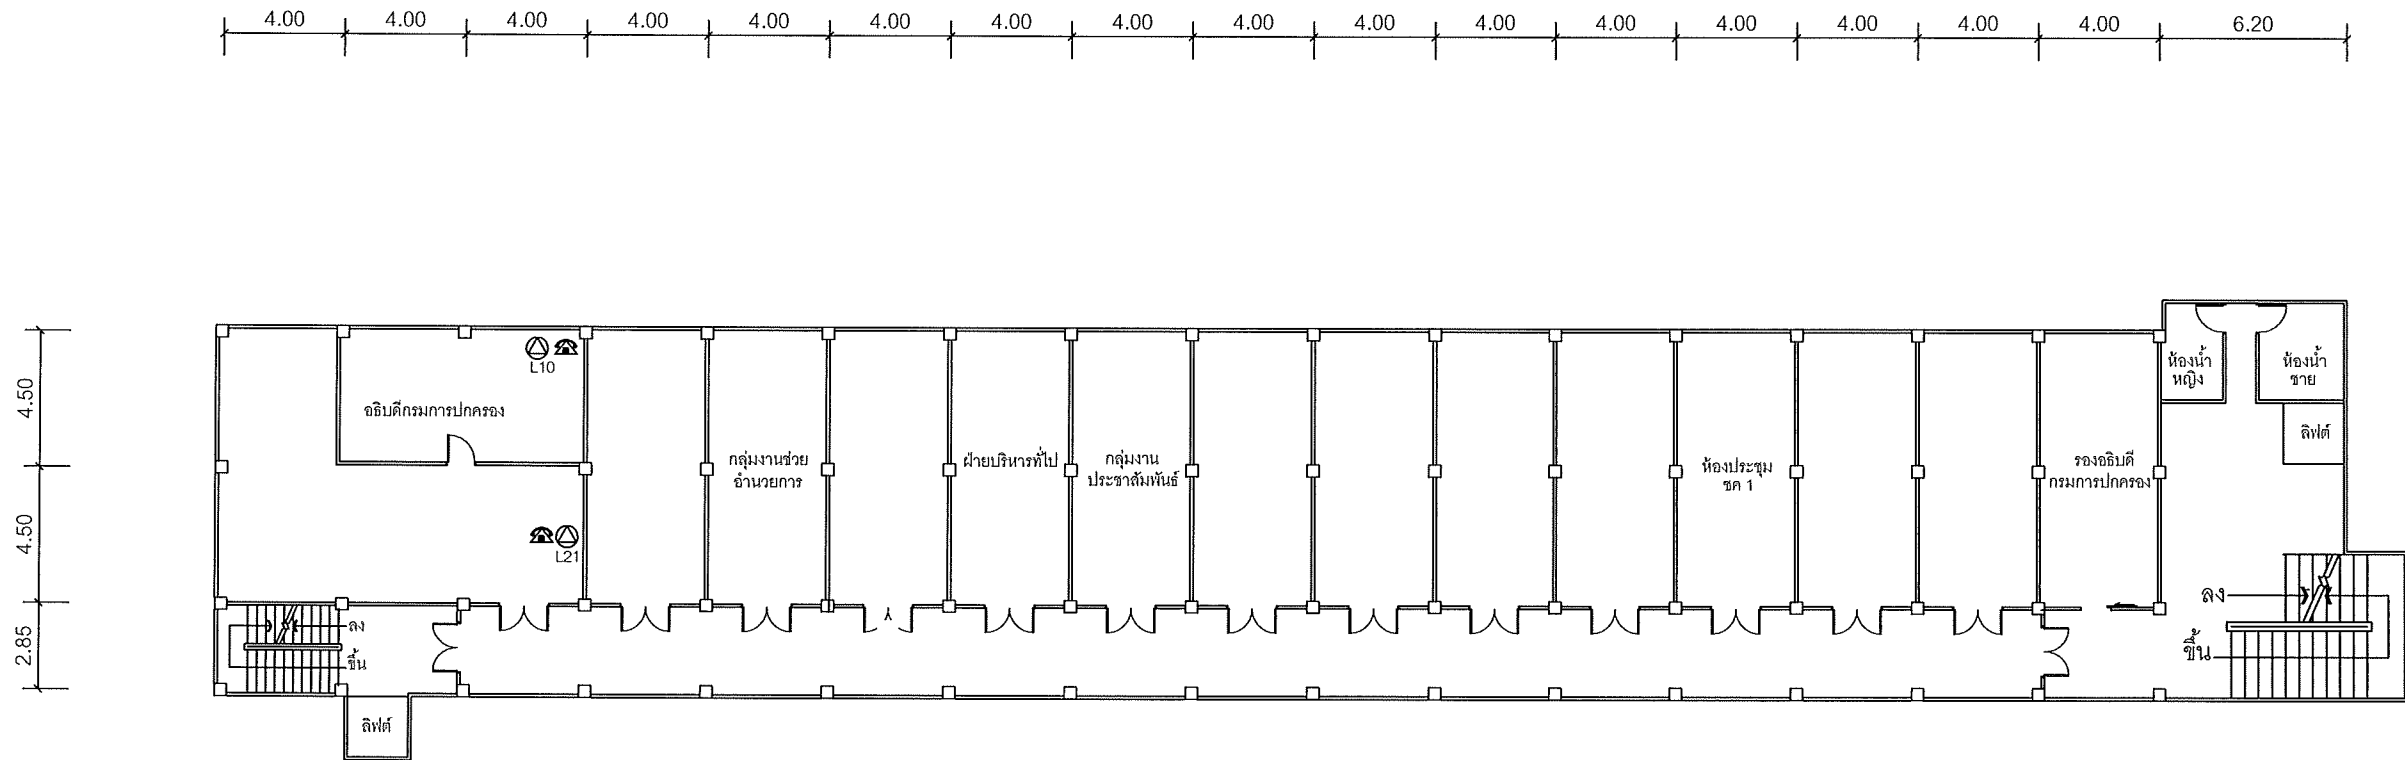 4.00 4.00 4.00 4.00 4.00 4.00 4.00 4.00 4.00 4.00 4.00 4.00 4.00 4.00 4.00 4.00 6.20
4.50
4.50
2.85
L10
อธิบดีกรมการปกครอง
L21
กลุ่มงานช่วย
อำนวยการ
ฝ่ายบริหารทั่ไป
กลุ่มงาน
ประชาสัมพันธ์
ห้องประชุม
ชค 1
รองอธิบดี
กรมการปกครอง
ห้องน้ำ
หญิง
ห้องน้ำ
ชาย
ลิฟต์
ลง
ขึ้น
ลง
ขึ้น
ลิฟต์